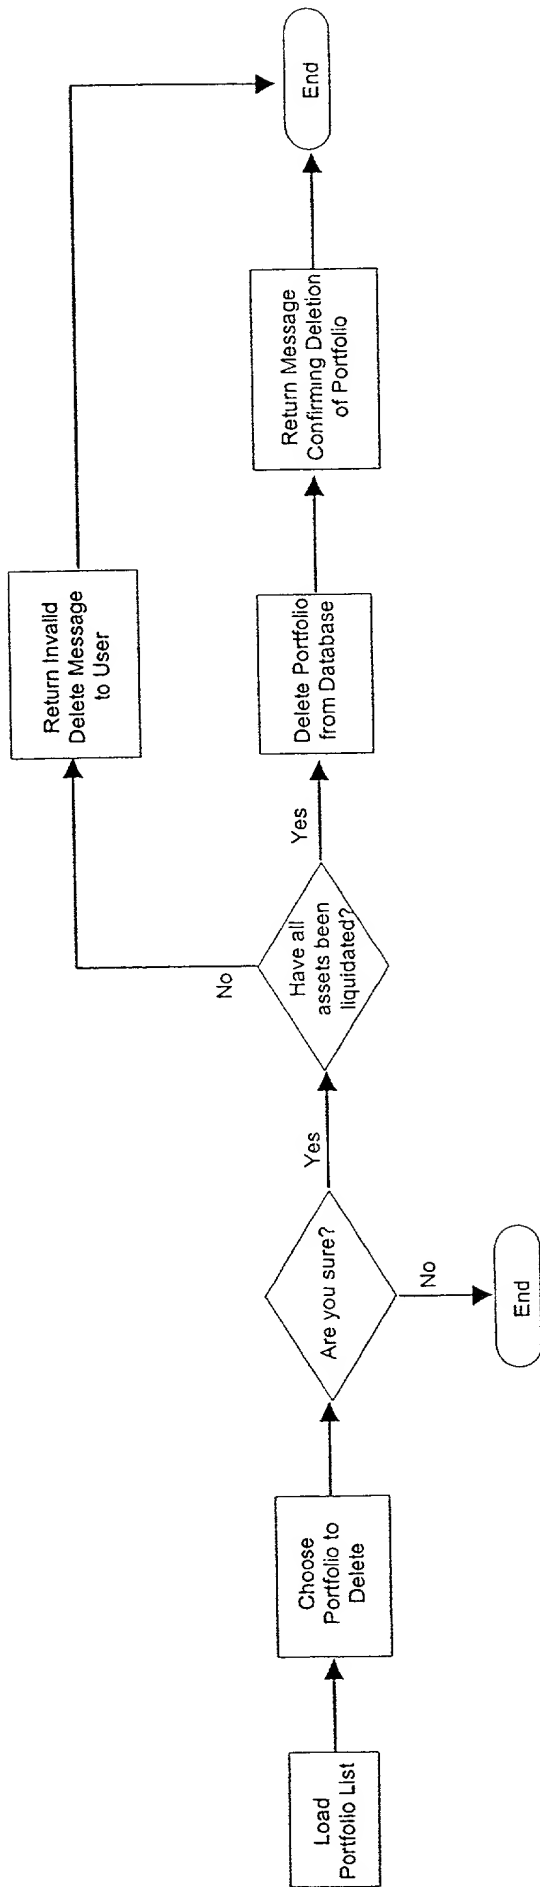 Load
Portfolio List
Choose
Portfolio to
Delete
Are you sure?
No
End
Yes
Have all
assets been
liquidated?
No
Return Invalid
Delete Message
to User
Yes
Delete Portfolio
from Database
Return Message
Confirming Deletion
of Portfolio
End